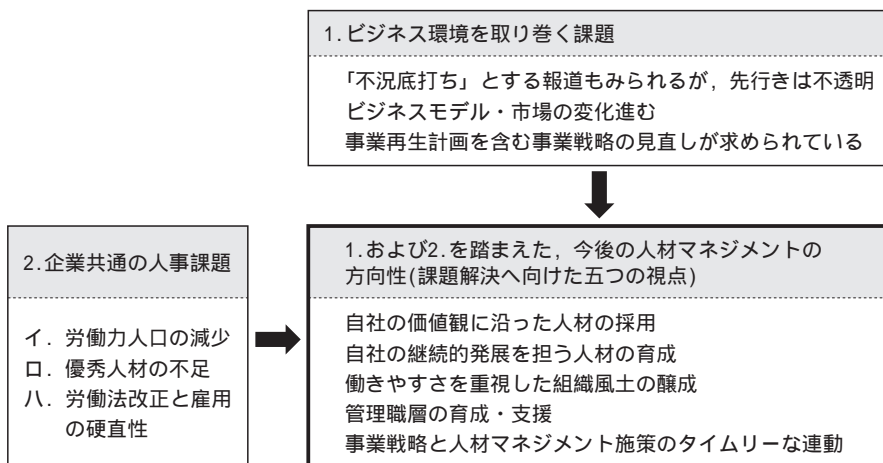 1.ビジネス環境を取り巻く課題
「不況底打ち」とする報道もみられるが，先行きは不透明
ビジネスモデル・市場の変化進む
事業再生計画を含む事業戦略の見直しが求められている
2.企業共通の人事課題
イ．労働力人口の減少
ロ．優秀人材の不足
ハ．労働法改正と雇用
の硬直性
1.および2.を踏まえた，今後の人材マネジメントの
方向性(課題解決へ向けた五つの視点)
自社の価値観に沿った人材の採用
自社の継続的発展を担う人材の育成
働きやすさを重視した組織風土の醸成
管理職層の育成・支援
事業戦略と人材マネジメント施策のタイムリーな連動